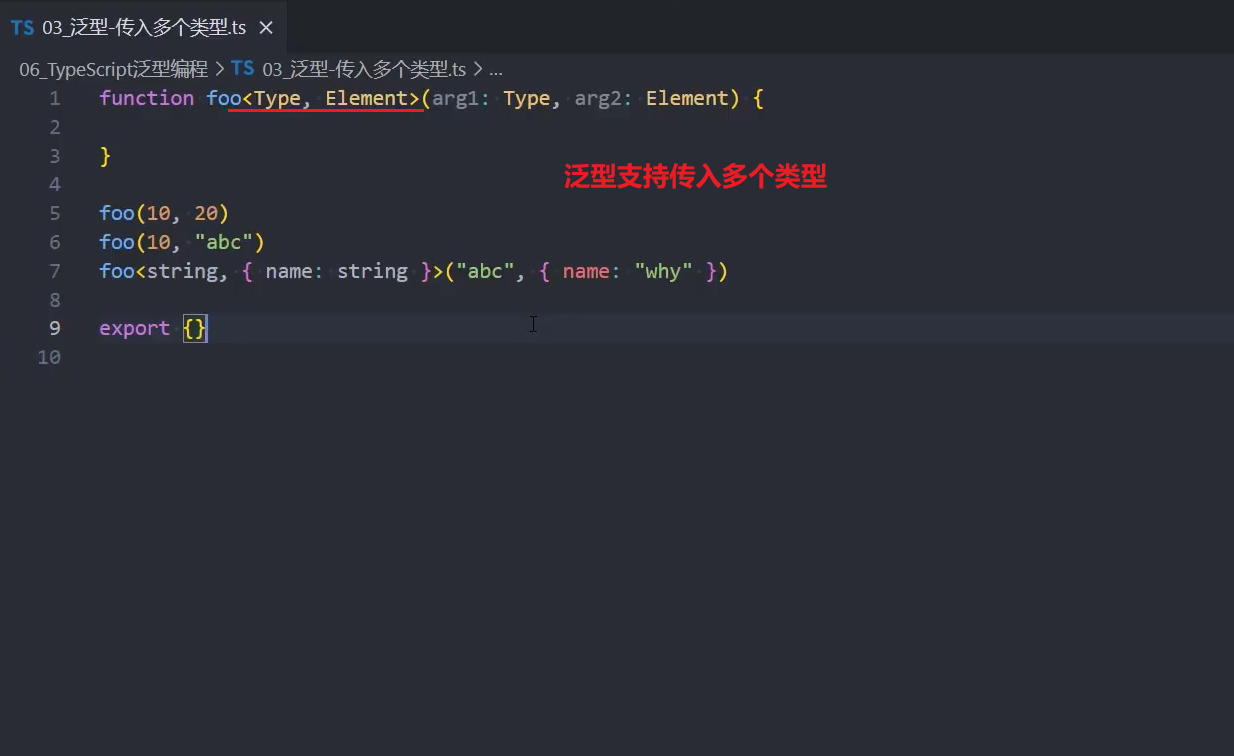 TS 03_泛型-传入多个类型.ts ×
06_TypeScript泛型编程 > TS 03_泛型-传入多个类型.ts > ...
1 function foo<Type, Element>(arg1: Type, arg2: Element) {
2
3 }
泛型支持传入多个类型
4
5 foo(10, 20)
6 foo(10, "abc")
7 foo<string, { name: string }>("abc", { name: "why" })
8
9 export {}
10